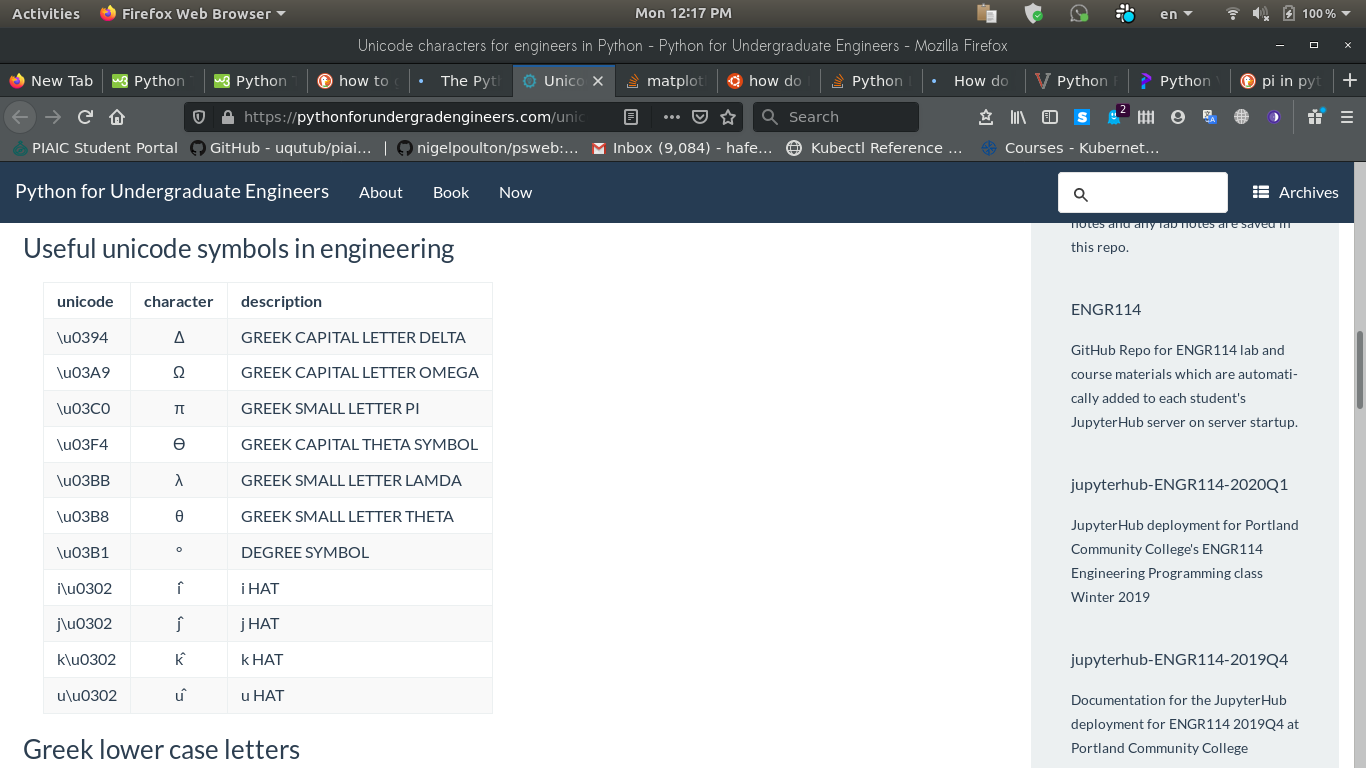 Activities Firefox Web Browser Mon 12:17 PM en 100%
Unicode characters for engineers in Python - Python for Undergraduate Engineers - Mozilla Firefox
New Tab Python Python how to The Pyt Unico matplot how do Python How do Python Python pi in pyt
https://pythonforundergradengineers.com/unic Search 2
PIAIC Student Portal GitHub - uqutub/piai... | nigelpoulton/psweb:... Inbox (9,084) - hafe... Kubectl Reference ... Courses - Kubernet...
Python for Undergraduate Engineers About Book Now Archives
Useful unicode symbols in engineering
unicode character description
\u0394 Δ GREEK CAPITAL LETTER DELTA
\u03A9 Ω GREEK CAPITAL LETTER OMEGA
\u03C0 π GREEK SMALL LETTER PI
\u03F4 ϴ GREEK CAPITAL THETA SYMBOL
\u03BB λ GREEK SMALL LETTER LAMDA
\u03B8 θ GREEK SMALL LETTER THETA
\u03B1 ° DEGREE SYMBOL
i\u0302 î i HAT
j\u0302 ĵ j HAT
k\u0302 k̂ k HAT
u\u0302 û u HAT
Greek lower case letters
notes and any lab notes are saved in
this repo.
ENGR114
GitHub Repo for ENGR114 lab and
course materials which are automati-
cally added to each student's
JupyterHub server on server startup.
jupyterhub-ENGR114-2020Q1
JupyterHub deployment for Portland
Community College's ENGR114
Engineering Programming class
Winter 2019
jupyterhub-ENGR114-2019Q4
Documentation for the JupyterHub
deployment for ENGR114 2019Q4 at
Portland Community College